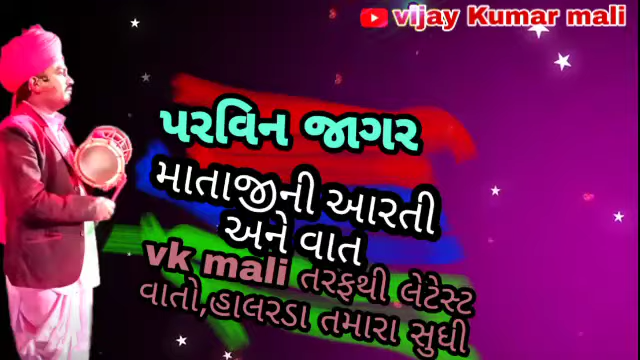 vijay Kumar mali
પરવિન જાગર
માતાજીની આરતી
અને વાત
vk mali તરફથી લેટેસ્ટ
વાતો,હાલરડા તમારા સુધી